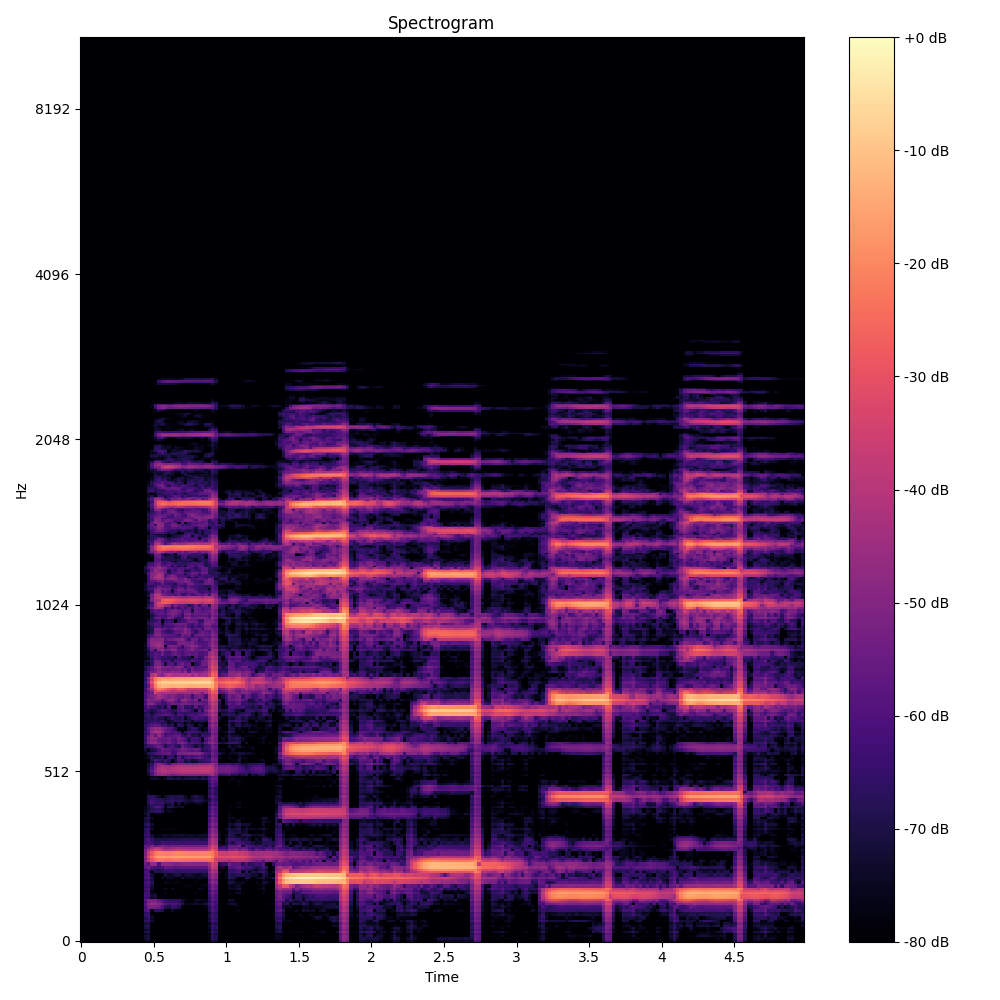 Spectrogram
+0 dB
8192
-10 dB
-20 dB
4096
-30 dB
2048
-40 dB
Hz
-50 dB
1024
-60 dB
512
-70 dB
0
-80 dB
0 0.5 1 1.5 2 2.5 3 3.5 4 4.5
Time